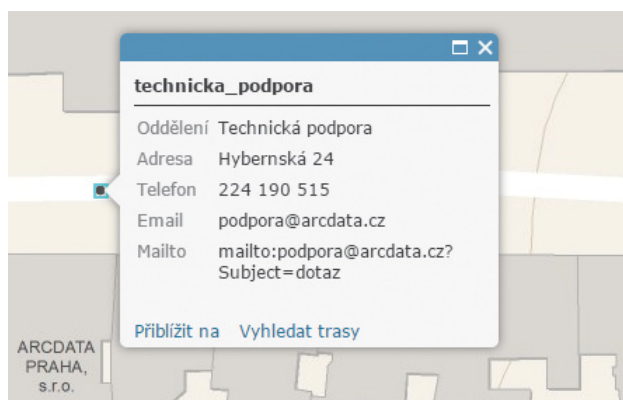 technicka_podpora
Oddělení Technická podpora
Adresa Hybernská 24
Telefon 224 190 515
Email podpora@arcdata.cz
Mailto mailto:podpora@arcdata.cz?
Subject=dotaz
Přiblížit na Vyhledat trasy
ARCDATA
PRAHA,
s.r.o.